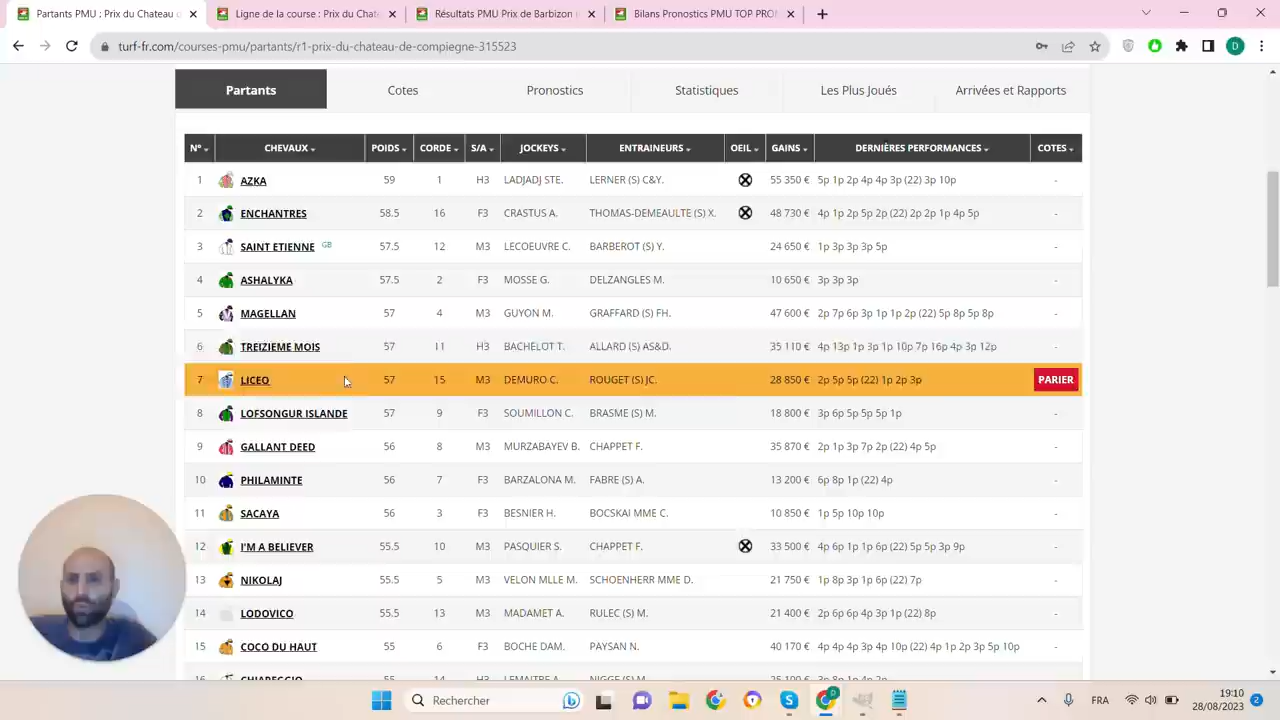 Partants PMU : Prix du Chateau d
Ligne de la course : Prix du Chat
Résultats PMU Prix de Barbizon
Bilans Pronostics PMU TOP PRO
turf-fr.com/courses-pmu/partants/r1-prix-du-chateau-de-compiegne-315523
D
Partants Cotes Pronostics Statistiques Les Plus Joués Arrivées et Rapports
N° CHEVAUX POIDS CORDE S/A JOCKEYS ENTRAINEURS OEIL GAINS DERNIÈRES PERFORMANCES COTES
1 AZKA 59 1 H3 LADJADJ STE. LERNER (S) C&Y. 55 350 € 5p 1p 2p 4p 4p 3p (22) 3p 10p -
2 ENCHANTRES 58.5 16 F3 CRASTUS A. THOMAS-DEMEAULTE (S) X. 48 730 € 4p 1p 2p 5p 2p (22) 2p 2p 1p 4p 5p -
3 SAINT ETIENNE GB 57.5 12 M3 LECOEUVRE C. BARBEROT (S) Y. 24 650 € 1p 3p 3p 3p 5p -
4 ASHALYKA 57.5 2 F3 MOSSE G. DELZANGLES M. 10 650 € 3p 3p 3p -
5 MAGELLAN 57 4 M3 GUYON M. GRAFFARD (S) FH. 47 600 € 2p 7p 6p 3p 1p 1p 2p (22) 5p 8p 5p 8p -
6 TREIZIEME MOIS 57 11 H3 BACHELOT T. ALLARD (S) AS&D. 35 110 € 4p 13p 1p 3p 1p 10p 7p 16p 4p 3p 12p -
7 LICEO 57 15 M3 DEMURO C. ROUGET (S) JC. 28 850 € 2p 5p 5p (22) 1p 2p 3p PARIER
8 LOFSONGUR ISLANDE 57 9 F3 SOUMILLON C. BRASME (S) M. 18 800 € 3p 6p 5p 5p 5p 1p -
9 GALLANT DEED 56 8 M3 MURZABAYEV B. CHAPPET F. 35 870 € 2p 1p 3p 7p 2p (22) 4p 5p -
10 PHILAMINTE 56 7 F3 BARZALONA M. FABRE (S) A. 13 200 € 6p 8p 1p (22) 4p -
11 SACAYA 56 3 F3 BESNIER H. BOCSKAI MME C. 10 850 € 1p 5p 10p 10p -
12 I'M A BELIEVER 55.5 10 M3 PASQUIER S. CHAPPET F. 33 500 € 4p 6p 1p 1p 6p (22) 5p 5p 3p 9p -
13 NIKOLAJ 55.5 5 M3 VELON MLLE M. SCHOENHERR MME D. 21 750 € 1p 8p 3p 1p 6p (22) 7p -
14 LODOVICO 55.5 13 M3 MADAMET A. RULEC (S) M. 21 400 € 2p 6p 6p 4p 3p 1p (22) 8p -
15 COCO DU HAUT 55 6 F3 BOCHE DAM. PAYSAN N. 40 170 € 4p 4p 4p 3p 4p 10p (22) 4p 1p 2p 3p 5p 10p -
Rechercher
FRA
19:10
28/08/2023
2